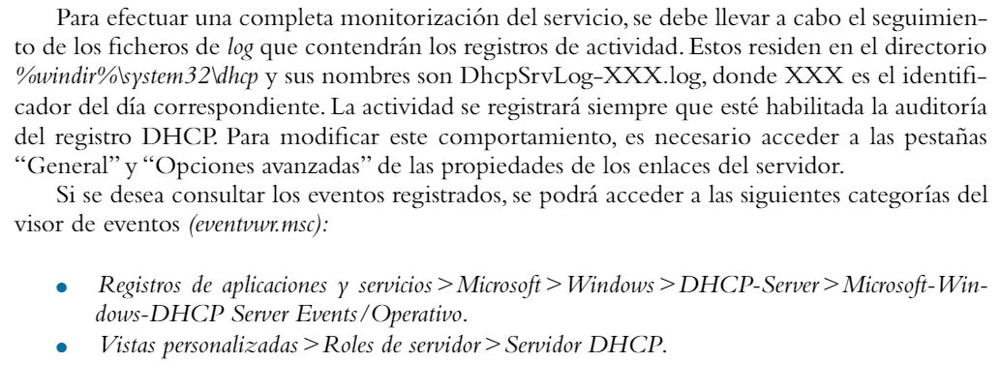 Para efectuar una completa monitorización del servicio, se debe llevar a cabo el seguimien-
to de los ficheros de log que contendrán los registros de actividad. Estos residen en el directorio
%windir%\system32\dhcp y sus nombres son DhcpSrvLog-XXX.log, donde XXX es el identifi-
cador del día correspondiente. La actividad se registrará siempre que esté habilitada la auditoría
del registro DHCP. Para modificar este comportamiento, es necesario acceder a las pestañas
“General” y “Opciones avanzadas” de las propiedades de los enlaces del servidor.
Si se desea consultar los eventos registrados, se podrá acceder a las siguientes categorías del
visor de eventos (eventvwr.msc):
● Registros de aplicaciones y servicios > Microsoft > Windows > DHCP-Server > Microsoft-Win-
dows-DHCP Server Events/Operativo.
● Vistas personalizadas > Roles de servidor > Servidor DHCP.